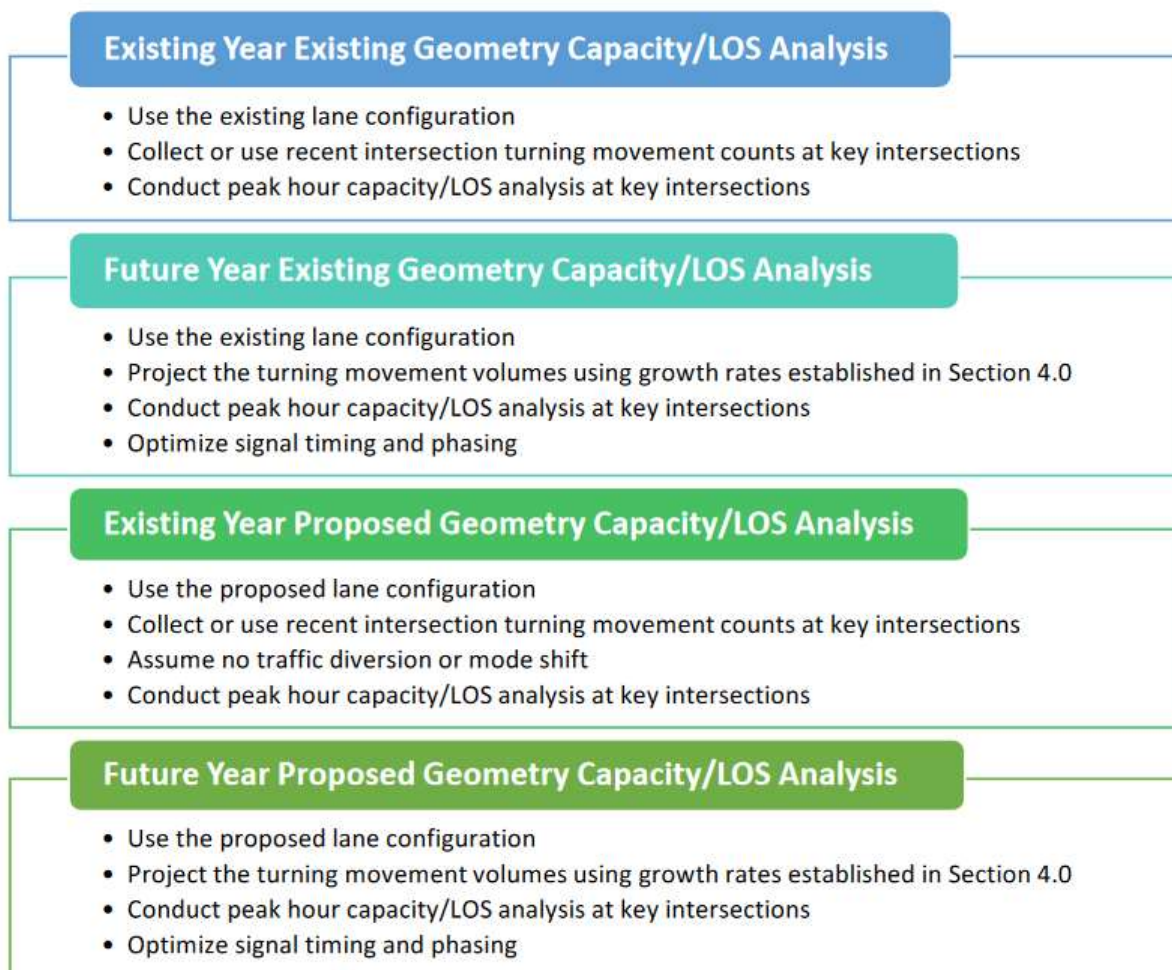 Existing Year Existing Geometry Capacity/LOS Analysis
• Use the existing lane configuration
• Collect or use recent intersection turning movement counts at key intersections
• Conduct peak hour capacity/LOS analysis at key intersections
Future Year Existing Geometry Capacity/LOS Analysis
• Use the existing lane configuration
• Project the turning movement volumes using growth rates established in Section 4.0
• Conduct peak hour capacity/LOS analysis at key intersections
• Optimize signal timing and phasing
Existing Year Proposed Geometry Capacity/LOS Analysis
• Use the proposed lane configuration
• Collect or use recent intersection turning movement counts at key intersections
• Assume no traffic diversion or mode shift
• Conduct peak hour capacity/LOS analysis at key intersections
Future Year Proposed Geometry Capacity/LOS Analysis
• Use the proposed lane configuration
• Project the turning movement volumes using growth rates established in Section 4.0
• Conduct peak hour capacity/LOS analysis at key intersections
• Optimize signal timing and phasing